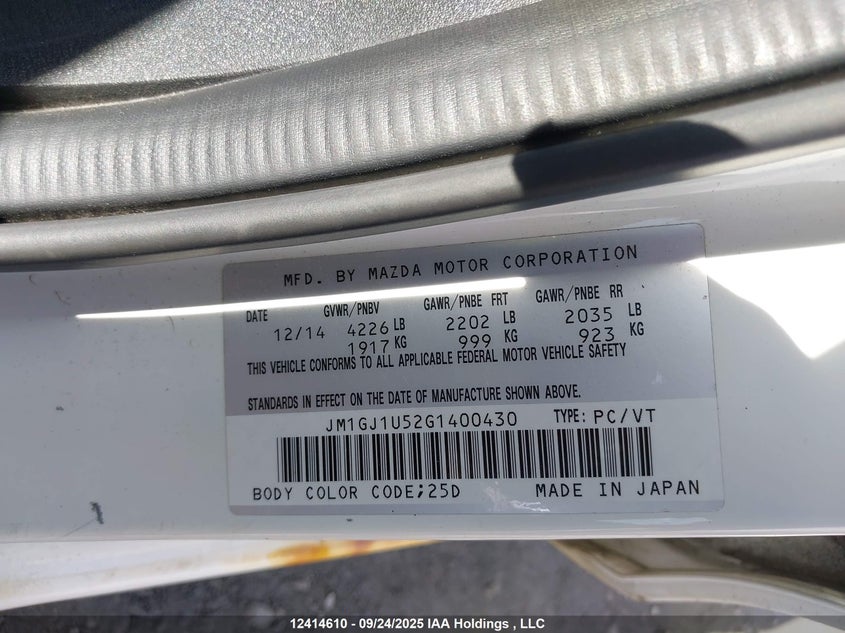 MFD. BY MAZDA MOTOR CORPORATION
DATE GVWR/PNBV GAWR/PNBE FRT GAWR/PNBE RR
12/14 4226 LB 2202 LB 2035 LB
1917 KG 999 KG 923 KG
THIS VEHICLE CONFORMS TO ALL APPLICABLE FEDERAL MOTOR VEHICLE SAFETY
STANDARDS IN EFFECT ON THE DATE OF MANUFACTURE SHOWN ABOVE.
JM1GJ1U52G1400430 TYPE: PC/VT
BODY COLOR CODE;25D MADE IN JAPAN
12414610 - 09/24/2025 IAA Holdings , LLC